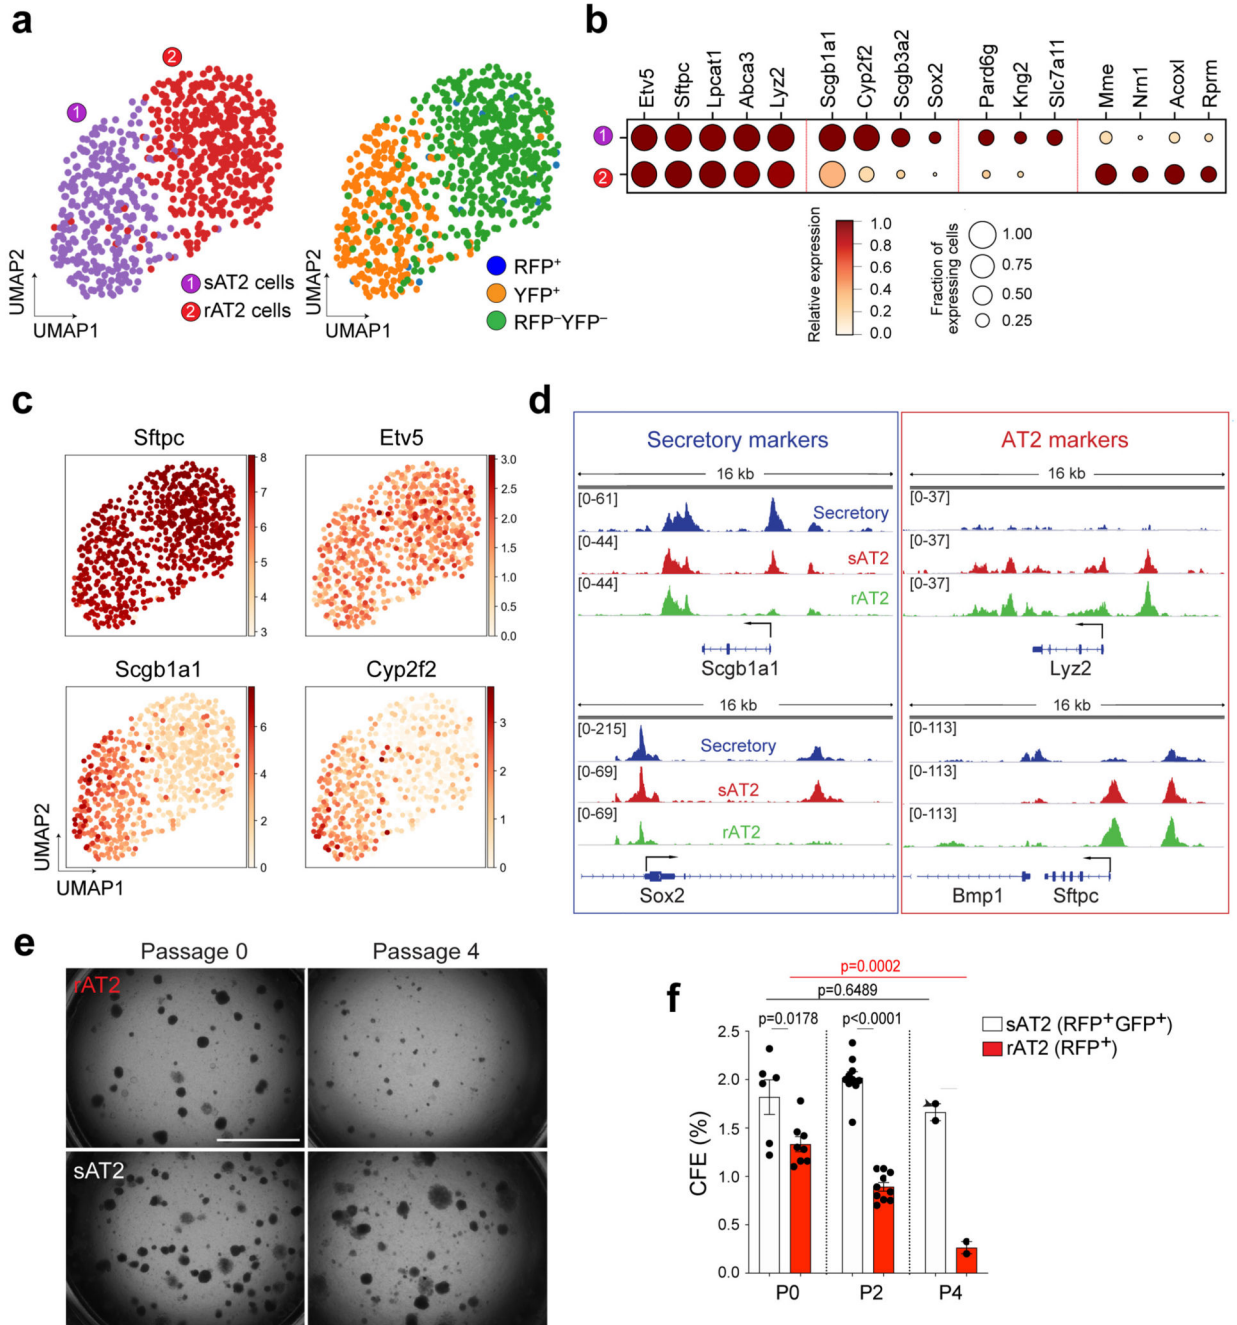 a
2
1
UMAP2
UMAP1
1 sAT2 cells
2 rAT2 cells
UMAP2
UMAP1
RFP⁺
YFP⁺
RFP⁻YFP⁻
b
Etv5 Sftpc Lpcat1 Abca3 Lyz2 Scgb1a1 Cyp2f2 Scgb3a2 Sox2 Pard6g Kng2 Slc7a11 Mme Nrn1 Acoxl Rprm
1
2
Relative expression
1.0
0.8
0.6
0.4
0.2
0.0
Fraction of
expressing cells
1.00
0.75
0.50
0.25
c
Sftpc
8
7
6
5
4
3
Etv5
3.0
2.5
2.0
1.5
1.0
0.5
0.0
Scgb1a1
6
4
2
0
Cyp2f2
3
2
1
0
UMAP2
UMAP1
d
Secretory markers
16 kb
[0-61]
Secretory
[0-44]
sAT2
[0-44]
rAT2
Scgb1a1
16 kb
[0-215]
Secretory
[0-69]
sAT2
[0-69]
rAT2
Sox2
AT2 markers
16 kb
[0-37]
[0-37]
[0-37]
Lyz2
16 kb
[0-113]
[0-113]
[0-113]
Bmp1 Sftpc
e
Passage 0 Passage 4
rAT2
sAT2
f
p=0.0002
p=0.6489
p=0.0178 p<0.0001
sAT2 (RFP⁺GFP⁺)
rAT2 (RFP⁺)
CFE (%)
2.5
2.0
1.5
1.0
0.5
0.0
P0 P2 P4